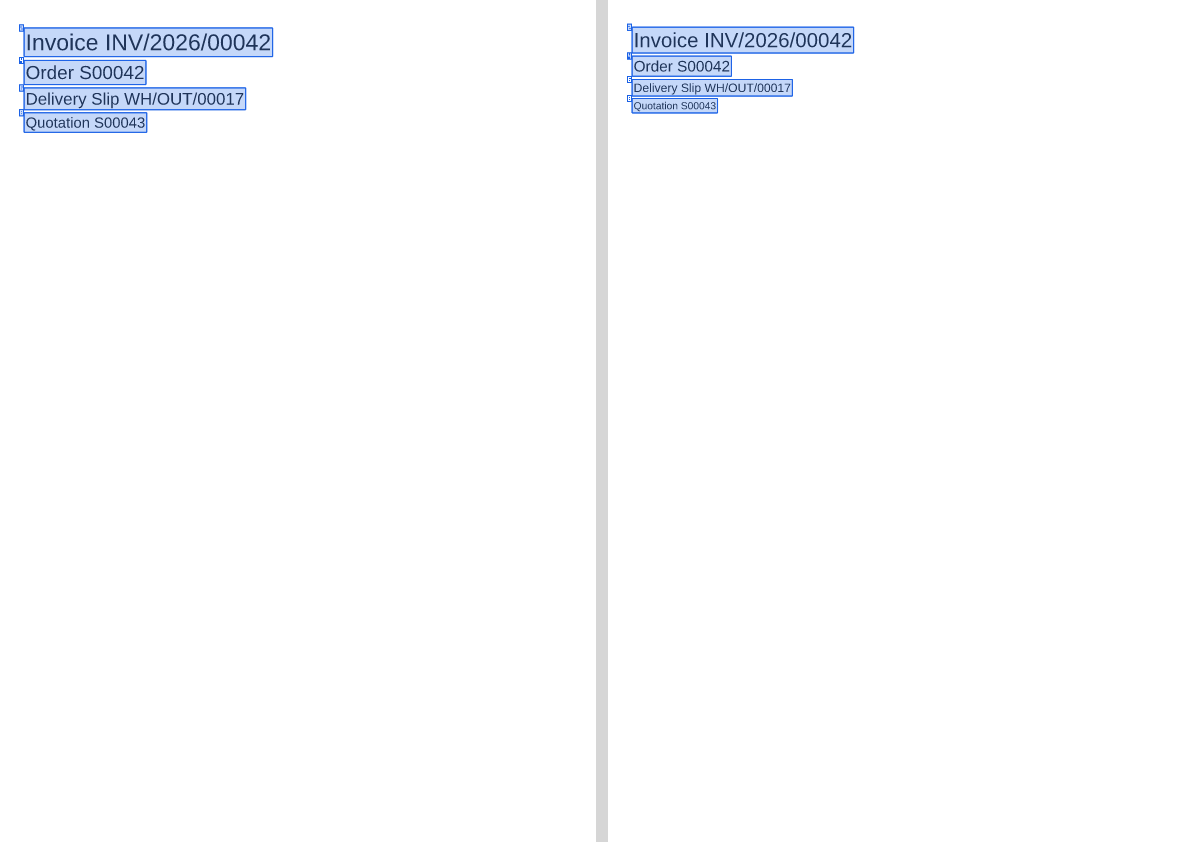 Invoice INV/2026/00042
Order S00042
Delivery Slip WH/OUT/00017
Quotation S00043
Invoice INV/2026/00042
Order S00042
Delivery Slip WH/OUT/00017
Quotation S00043